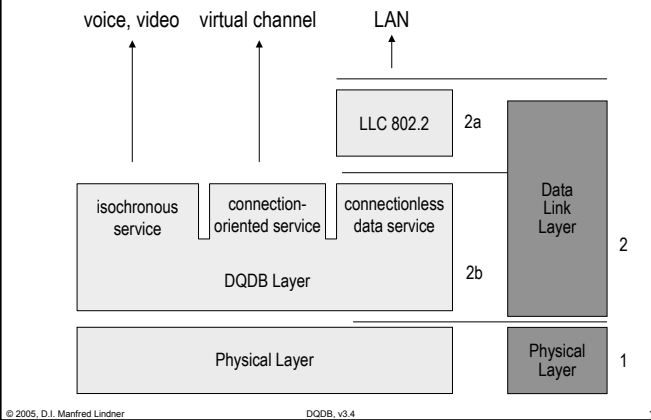 voice, video virtual channel LAN
LLC 802.2 2a
isochronous
service
connection-
oriented service
connectionless
data service
Data
Link
Layer
2
DQDB Layer 2b
Physical Layer
Physical
Layer
1
© 2005, D.I. Manfred Lindner DQDB, v3.4